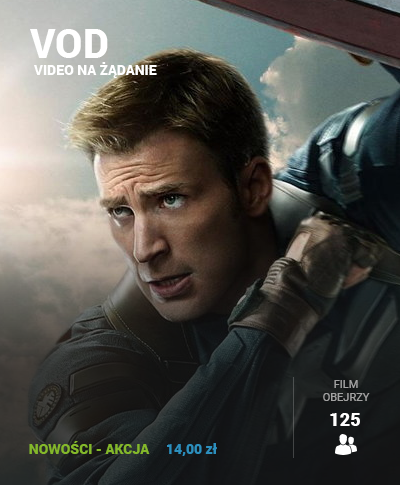 VOD
VIDEO NA ŻĄDANIE
FILM
OBEJRZY
125
NOWOŚCI - AKCJA 14,00 zł